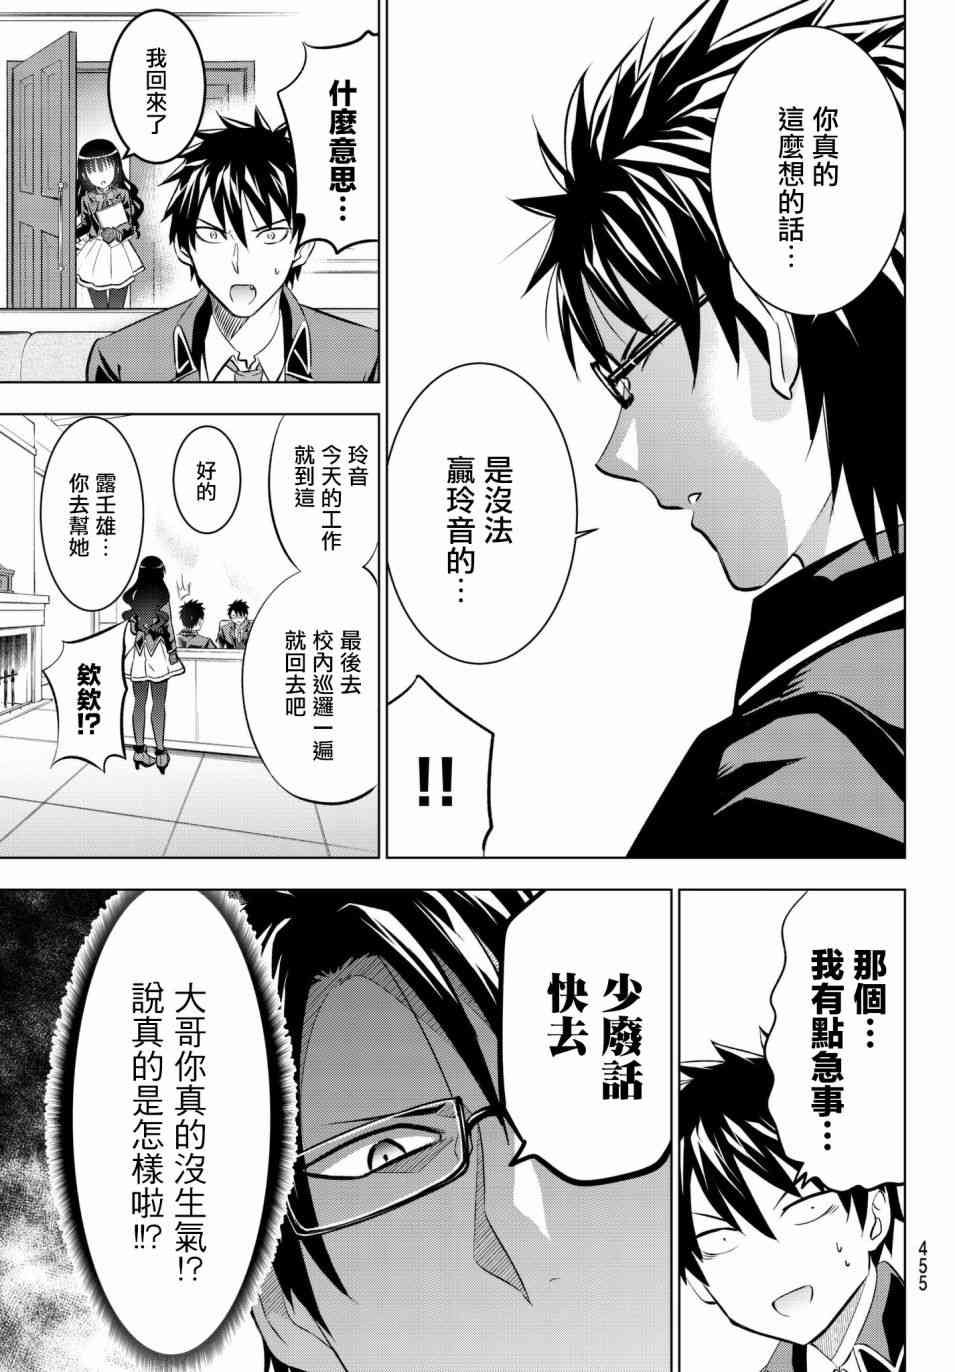 你真的
這麼想的話…
是沒法
贏玲音的…
!!
什麼意思…
我回來了
玲音
今天的工作
就到這
最後去
校內巡邏一遍
就回去吧
好的
露壬雄…
你去幫她
欸欸!?
那個…
我有點急事…
少廢話
快去
大哥你真的沒生氣!?
說真的是怎樣啦!!?
455